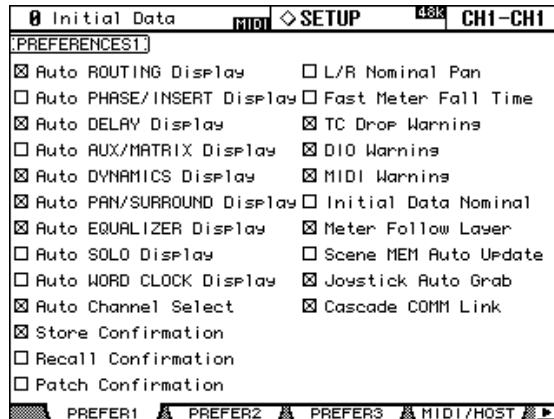 0 Initial Data MIDI ◇SETUP 48K CH1-CH1
PREFERENCES1
☒ Auto ROUTING Display ☐ L/R Nominal Pan
☐ Auto PHASE/INSERT Display ☐ Fast Meter Fall Time
☒ Auto DELAY Display ☒ TC Drop Warning
☐ Auto AUX/MATRIX Display ☒ DIO Warning
☒ Auto DYNAMICS Display ☒ MIDI Warning
☒ Auto PAN/SURROUND Display ☐ Initial Data Nominal
☒ Auto EQUALIZER Display ☒ Meter Follow Layer
☐ Auto SOLO Display ☐ Scene MEM Auto Update
☐ Auto WORD CLOCK Display ☒ Joystick Auto Grab
☒ Auto Channel Select ☒ Cascade COMM Link
☒ Store Confirmation
☐ Recall Confirmation
☐ Patch Confirmation
PREFER1 PREFER2 PREFER3 MIDI/HOST